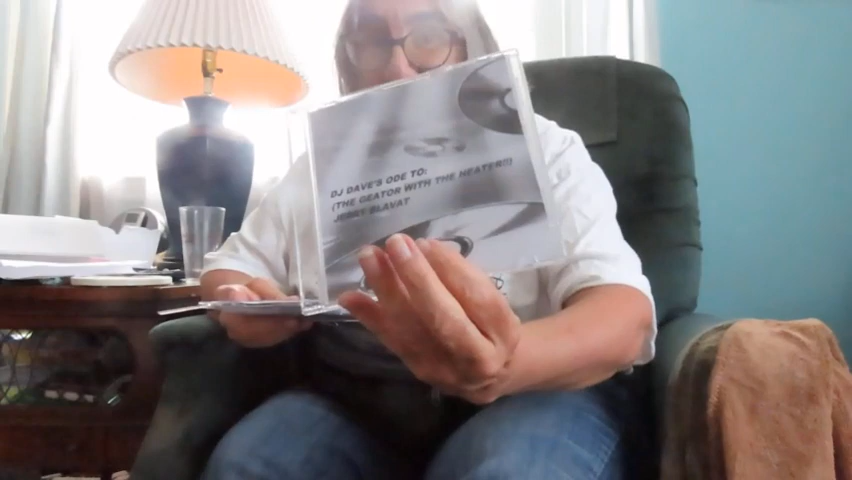 DJ DAVE'S ODE TO:
(THE GEATOR WITH THE HEATER!!!)
JERRY BLAVAT